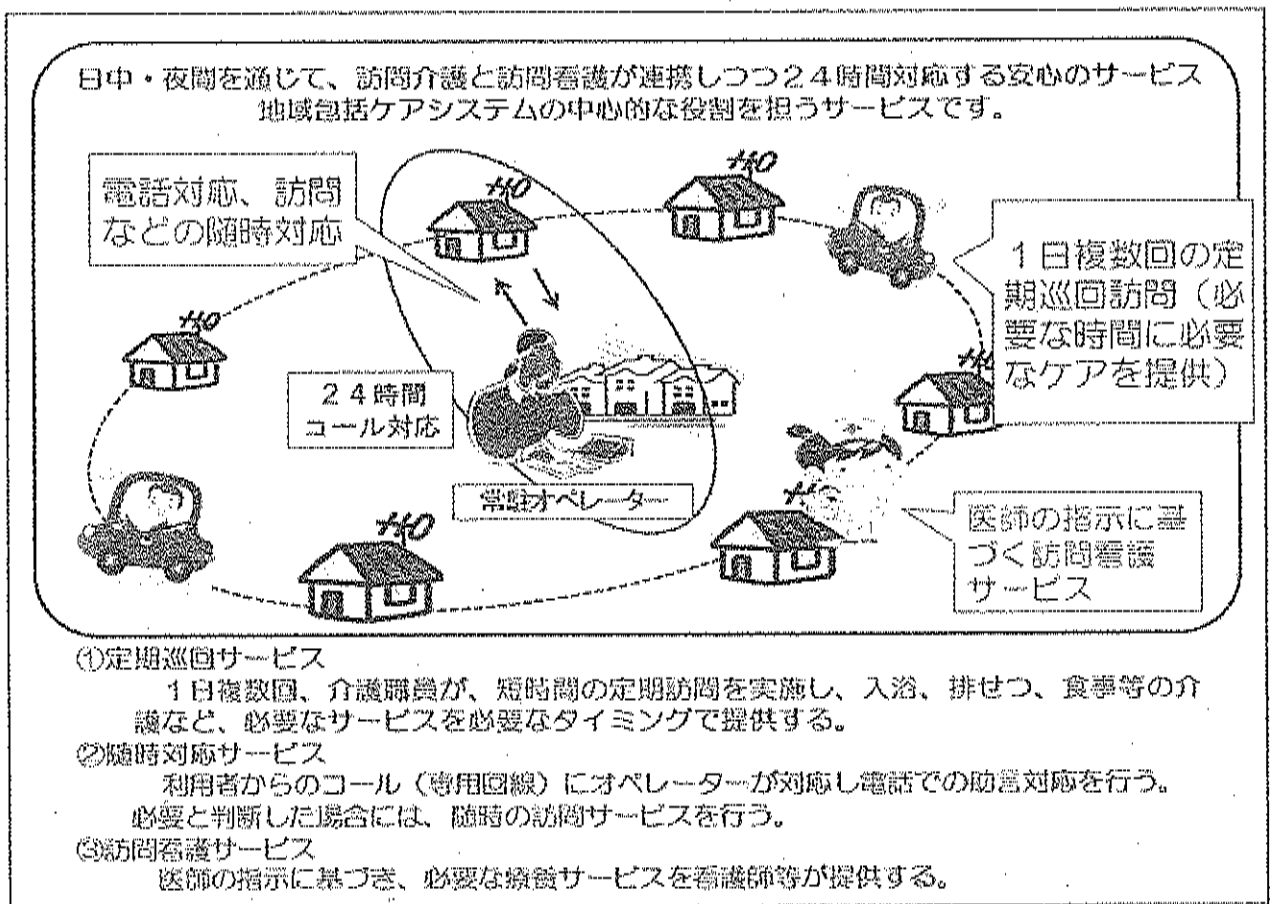 日中・夜間を通じて、訪問介護と訪問看護が連携しつつ２４時間対応する安心のサービス
地域包括ケアシステムの中心的な役割を担うサービスです。
電話対応、訪問
などの随時対応
１日複数回の定
期巡回訪問（必
要な時間に必要
なケアを提供）
２４時間
コール対応
常駐オペレーター
医師の指示に基
づく訪問看護
サービス
①定期巡回サービス
１日複数回、介護職員が、短時間の定期訪問を実施し、入浴、排せつ、食事等の介
護など、必要なサービスを必要なタイミングで提供する。
②随時対応サービス
利用者からのコール（専用回線）にオペレーターが対応し電話での助言対応を行う。
必要と判断した場合には、随時の訪問サービスを行う。
③訪問看護サービス
医師の指示に基づき、必要な療養サービスを看護師等が提供する。